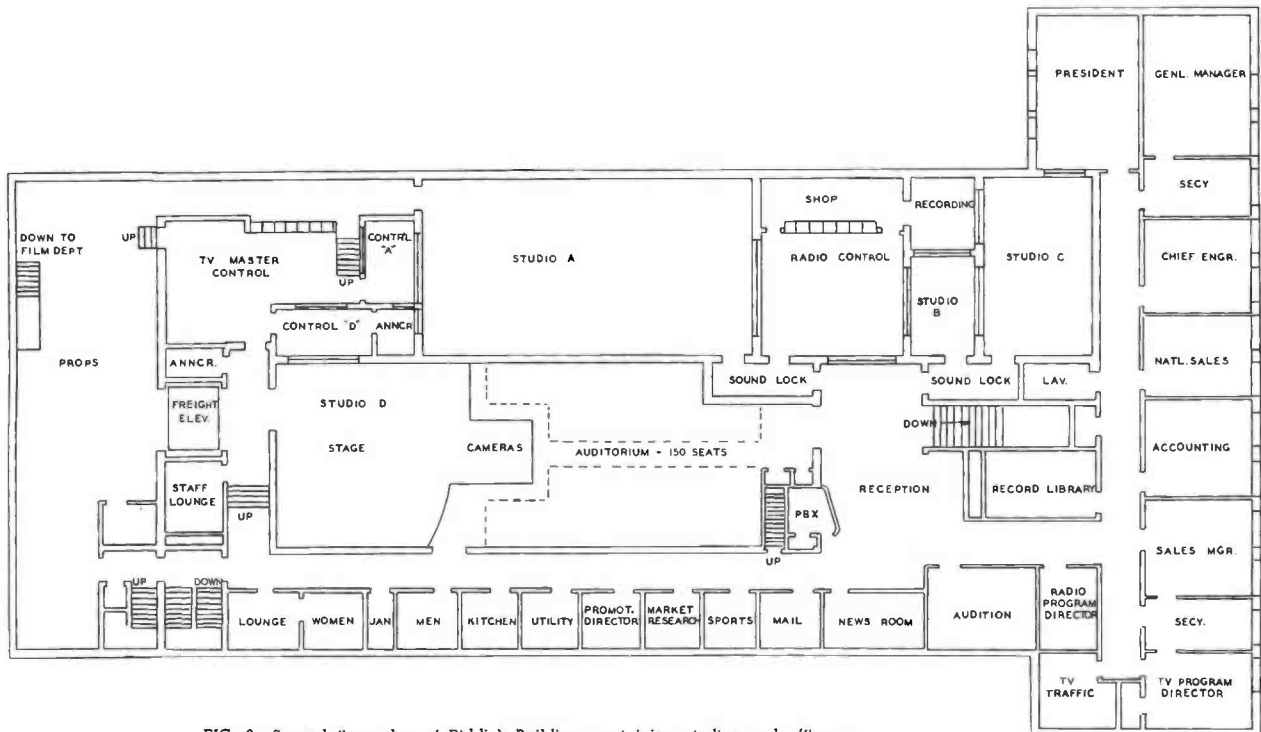 PRESIDENT
GENL. MANAGER
SECY
SHOP
RECORDING
DOWN TO
FILM DEPT
UP
CONTR'L
"A"
TV MASTER
CONTROL
UP
STUDIO A
RADIO CONTROL
STUDIO C
CHIEF ENGR.
STUDIO
B
CONTROL "D"
ANNCR
PROPS
ANNCR.
NATL. SALES
SOUND LOCK
SOUND LOCK
LAV.
FREIGHT
ELEV.
STUDIO D
STAGE
CAMERAS
AUDITORIUM - 150 SEATS
DOWN
ACCOUNTING
STAFF
LOUNGE
UP
PBX
RECEPTION
RECORD LIBRARY
UP
SALES MGR.
UP
DOWN
LOUNGE
WOMEN
JAN
MEN
KITCHEN
UTILITY
PROMOT.
DIRECTOR
MARKET
RESEARCH
SPORTS
MAIL
NEWS ROOM
AUDITION
RADIO
PROGRAM
DIRECTOR
SECY.
TV
TRAFFIC
TV PROGRAM
DIRECTOR